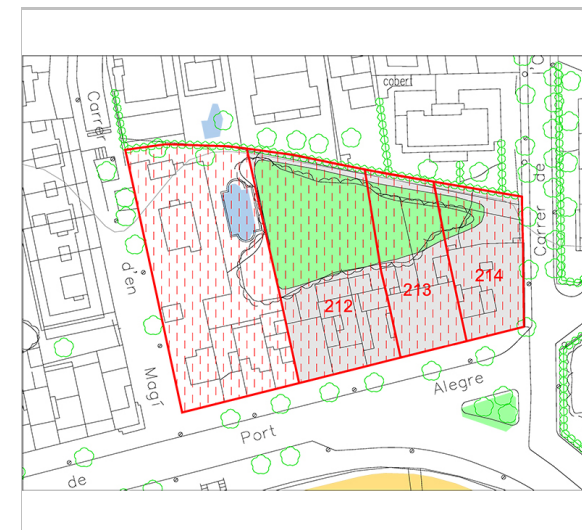 cobert
Carrer
Carrer de
d'en
214
213
212
Magí
Alegre
Port
de